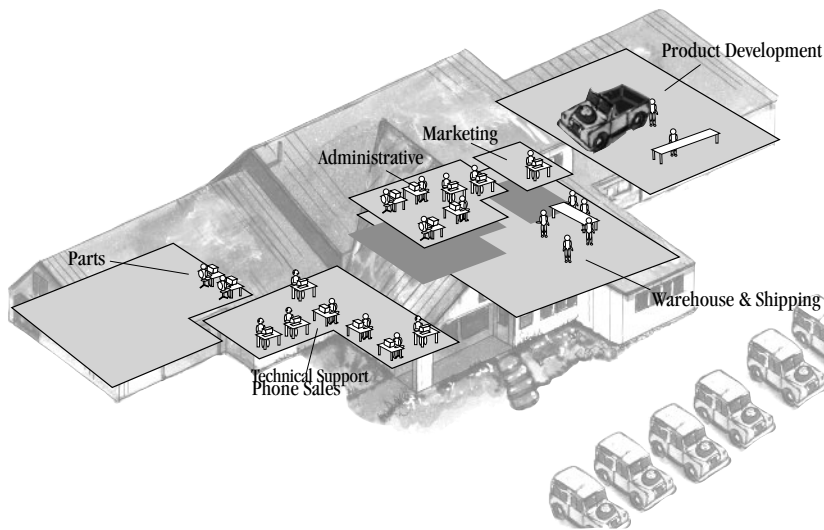 Product Development
Marketing
Administrative
Parts
Warehouse & Shipping
Technical Support
Phone Sales